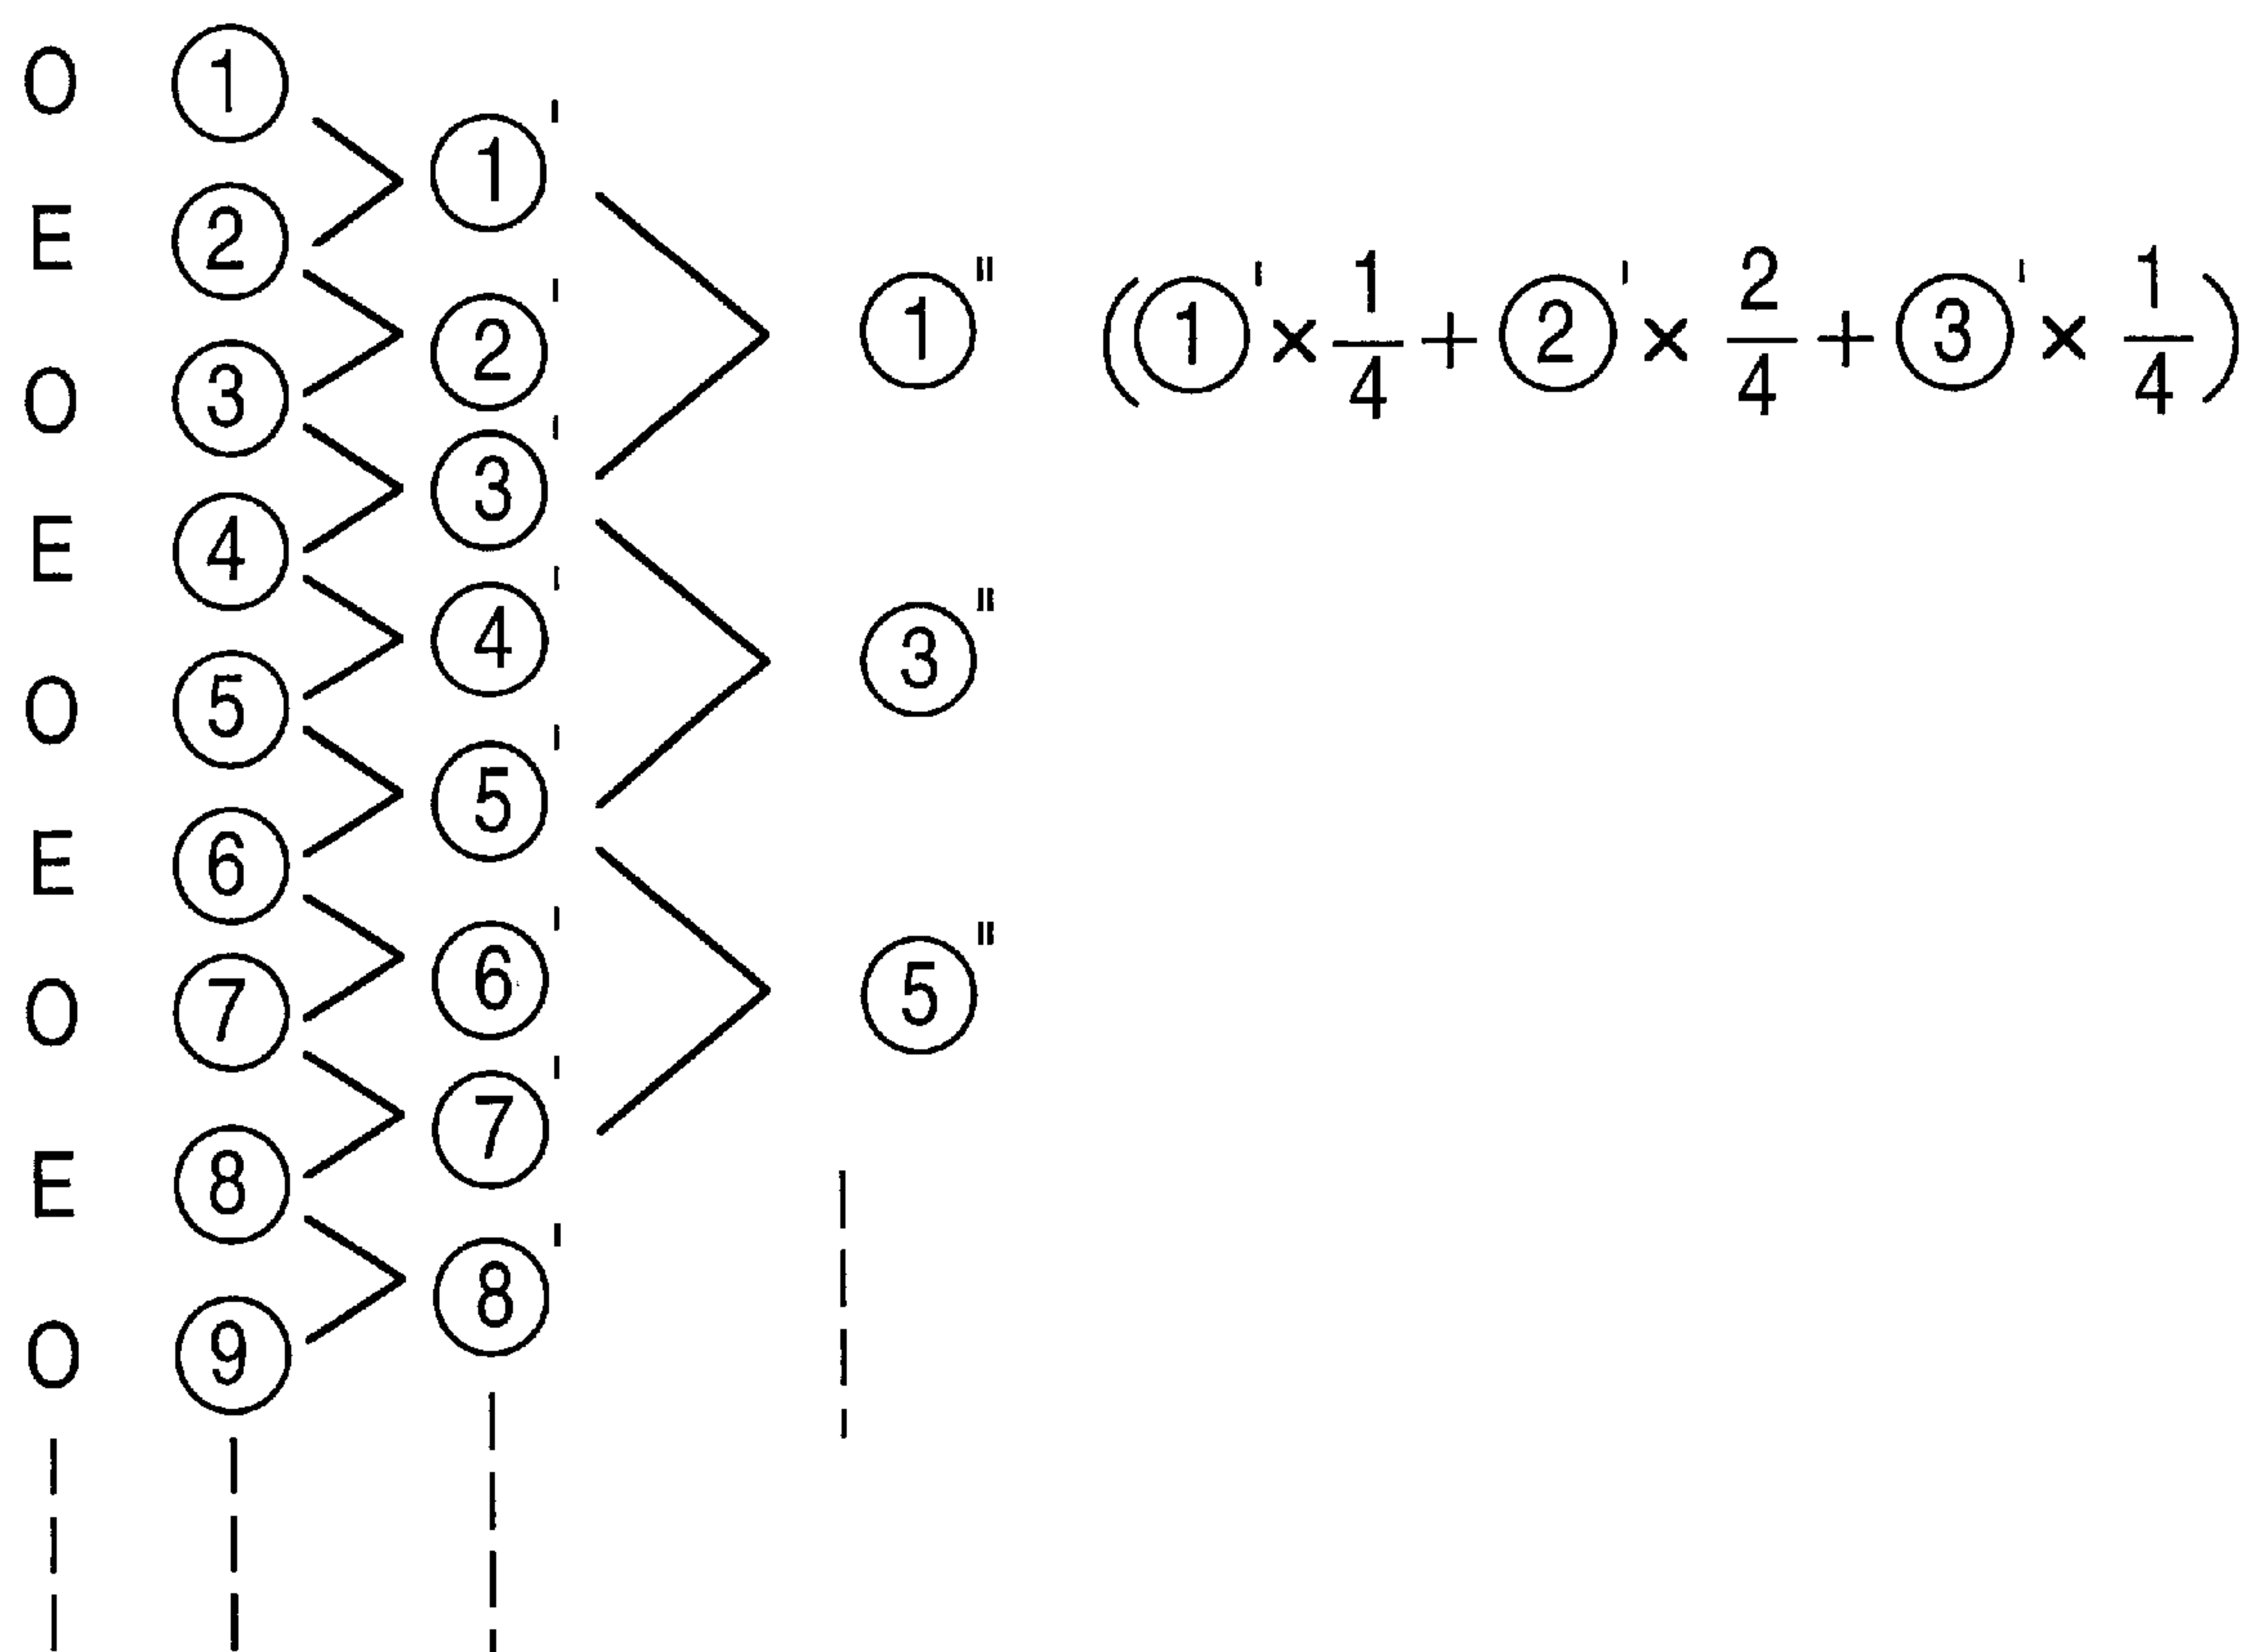 O ①
①'
E ②
①" (①' × 1/4 + ②' × 2/4 + ③' × 1/4)
②'
O ③
③'
E ④
④'
③"
O ⑤
⑤'
E ⑥
⑥'
⑤"
O ⑦
⑦'
E ⑧
⑧'
O ⑨